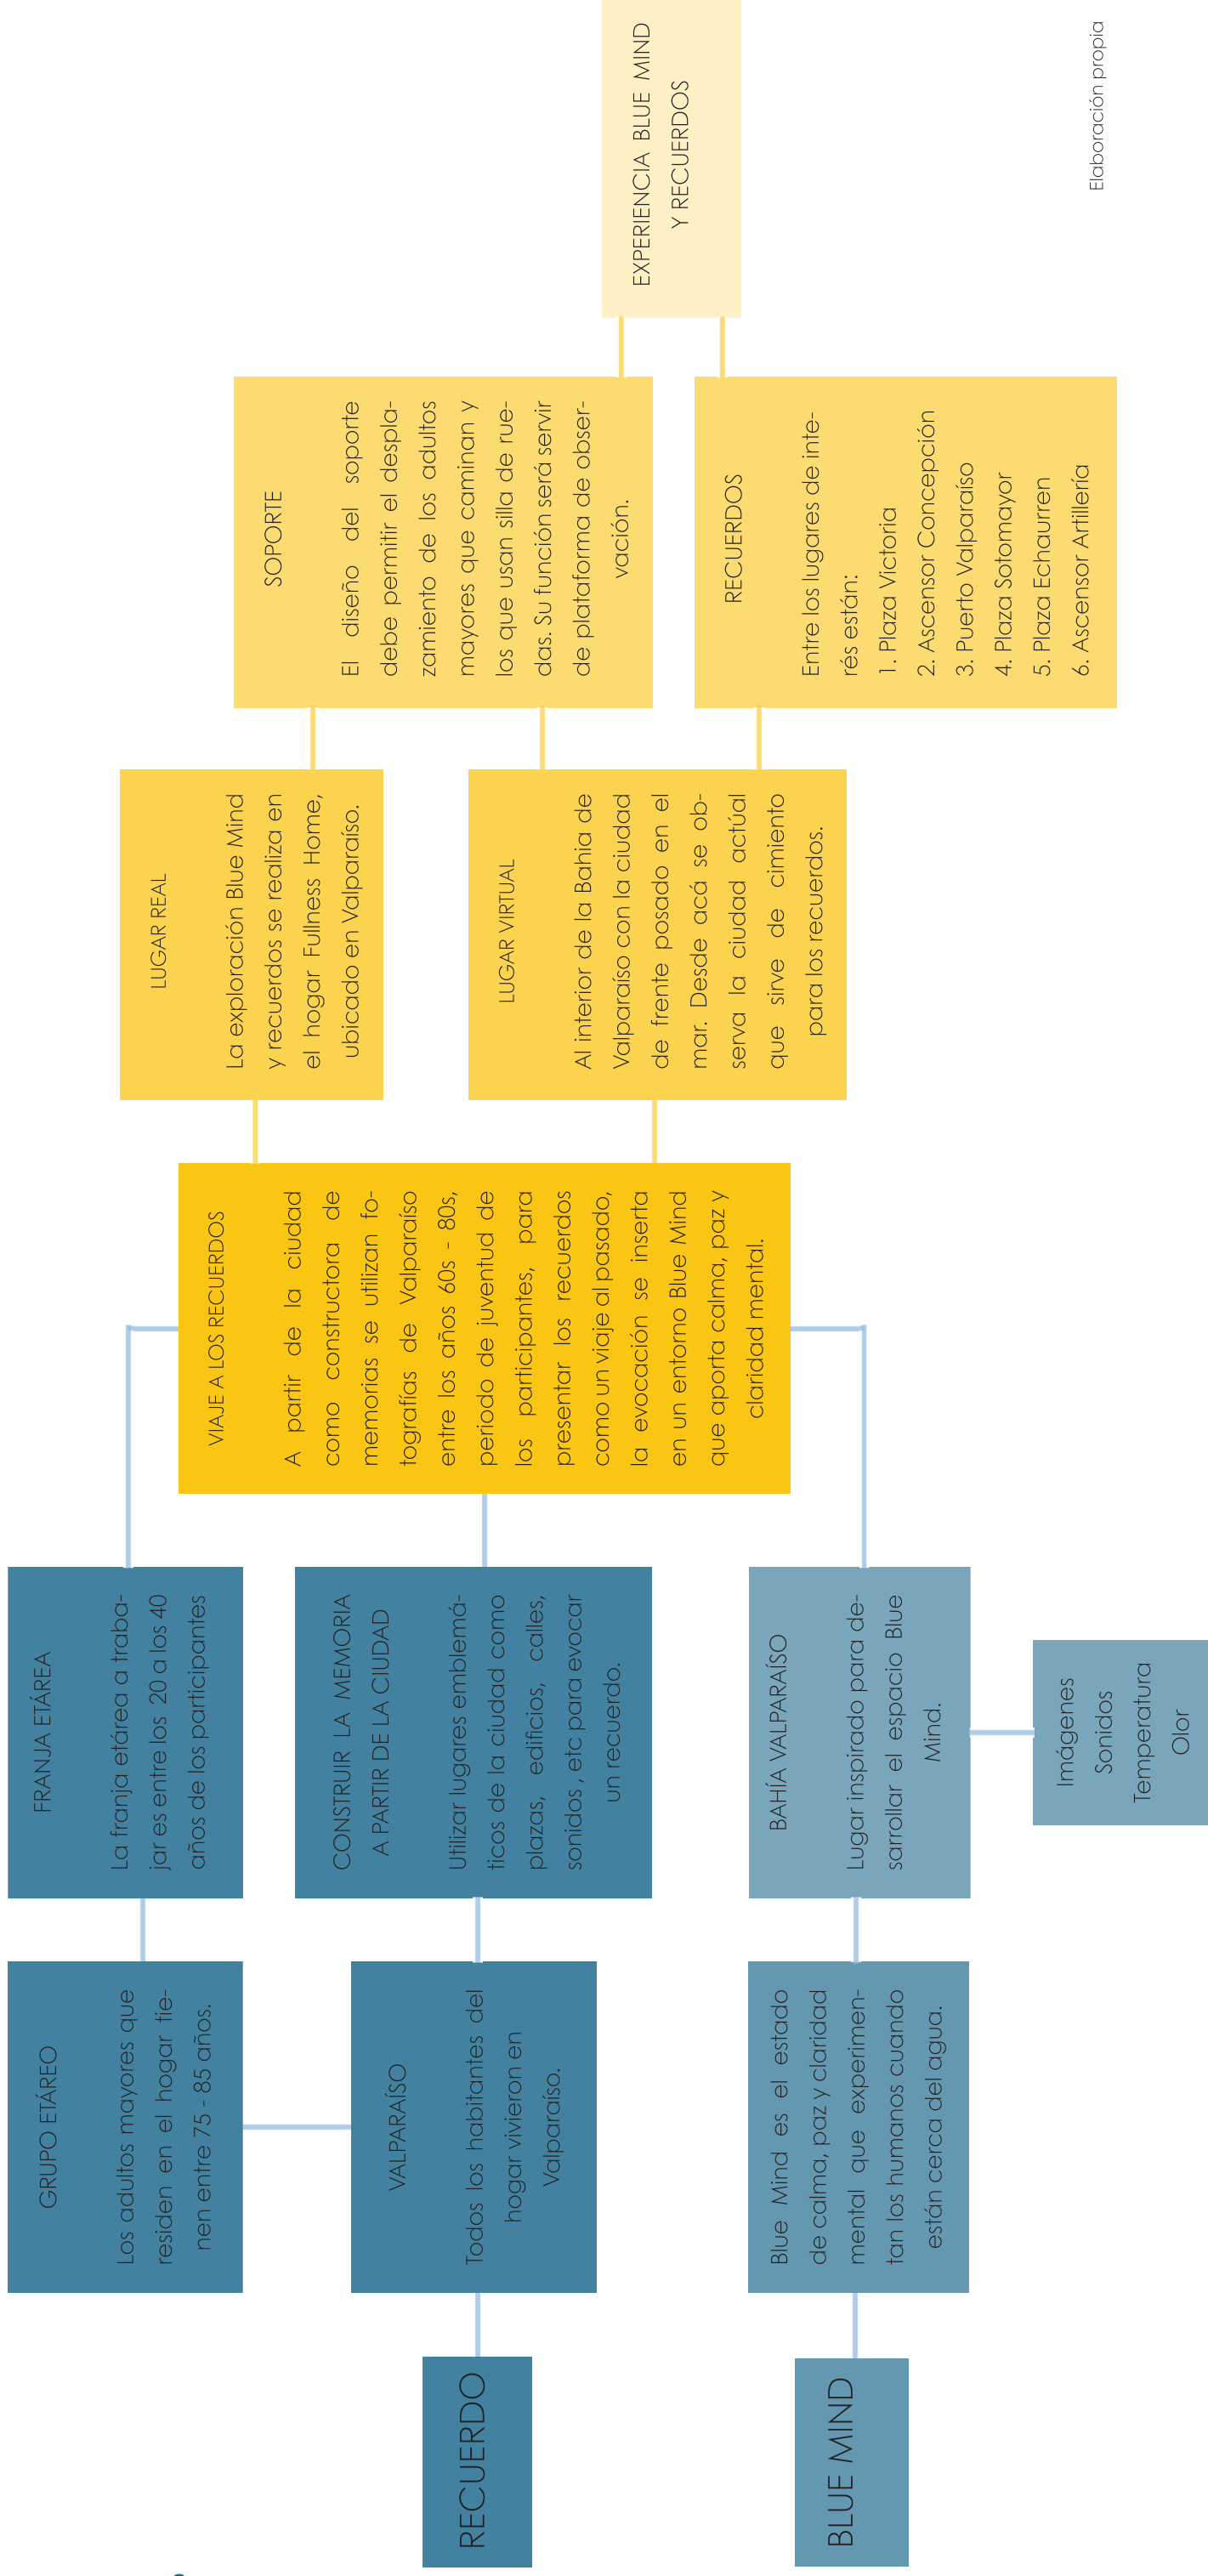 RECUERDO
GRUPO ETÁREO
Los adultos mayores que
residen en el hogar tie-
nen entre 75 - 85 años.
VALPARAÍSO
Todos los habitantes del
hogar vivieron en
Valparaíso.
FRANJA ETÁREA
La franja etárea a traba-
jar es entre los 20 a los 40
años de los participantes
CONSTRUIR LA MEMORIA
A PARTIR DE LA CIUDAD
Utilizar lugares emblemá-
ticos de la ciudad como
plazas, edificios, calles,
sonidos , etc para evocar
un recuerdo.
BLUE MIND
Blue Mind es el estado
de calma, paz y claridad
mental que experimen-
tan los humanos cuando
están cerca del agua.
BAHÍA VALPARAÍSO
Lugar inspirado para de-
sarrollar el espacio Blue
Mind.
Imágenes
Sonidos
Temperatura
Olor
VIAJE A LOS RECUERDOS
A partir de la ciudad
como constructora de
memorias se utilizan fo-
tografías de Valparaíso
entre los años 60s - 80s,
periodo de juventud de
los participantes, para
presentar los recuerdos
como un viaje al pasado,
la evocación se inserta
en un entorno Blue Mind
que aporta calma, paz y
claridad mental.
LUGAR REAL
La exploración Blue Mind
y recuerdos se realiza en
el hogar Fullness Home,
ubicado en Valparaíso.
LUGAR VIRTUAL
Al interior de la Bahia de
Valparaíso con la ciudad
de frente posado en el
mar. Desde acá se ob-
serva la ciudad actúal
que sirve de cimiento
para los recuerdos.
SOPORTE
El diseño del soporte
debe permitir el despla-
zamiento de los adultos
mayores que caminan y
los que usan silla de rue-
das. Su función será servir
de plataforma de obser-
vación.
RECUERDOS
Entre los lugares de inte-
rés están:
1. Plaza Victoria
2. Ascensor Concepción
3. Puerto Valparaíso
4. Plaza Sotomayor
5. Plaza Echaurren
6. Ascensor Artillería
EXPERIENCIA BLUE MIND
Y RECUERDOS
Elaboración propia